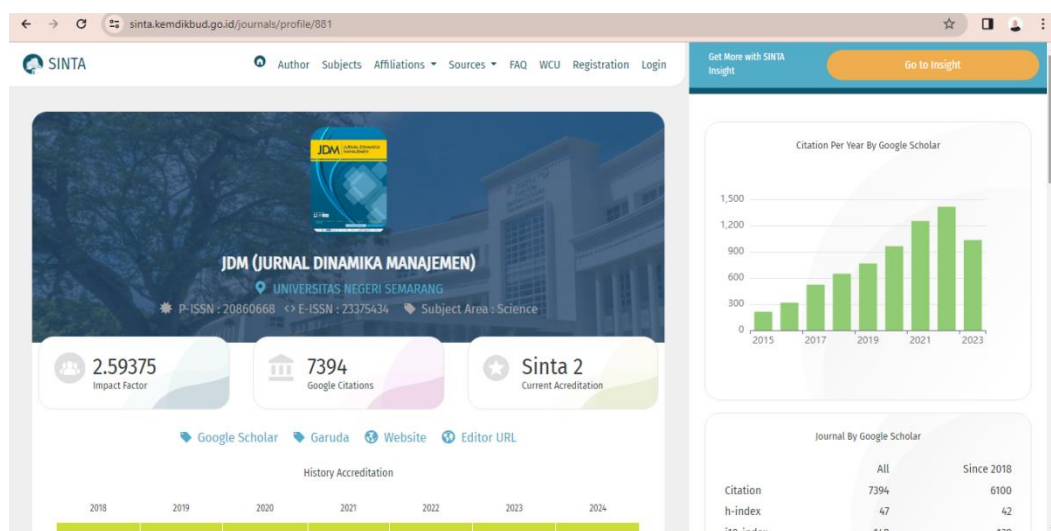 sinta.kemdikbud.go.id/journals/profile/881
SINTA
Author Subjects Affiliations Sources FAQ WCU Registration Login
Get More with SINTA
Insight
Go to Insight
JDM
JDM (JURNAL DINAMIKA MANAJEMEN)
UNIVERSITAS NEGERI SEMARANG
P-ISSN : 20860668 <> E-ISSN : 23375434 Subject Area : Science
2.59375
Impact Factor
7394
Google Citations
Sinta 2
Current Acreditation
Google Scholar Garuda Website Editor URL
History Accreditation
2018 2019 2020 2021 2022 2023 2024
Citation Per Year By Google Scholar
1,500
1,200
900
600
300
0
2015 2017 2019 2021 2023
Journal By Google Scholar
All Since 2018
Citation 7394 6100
h-index 47 42
i10-index